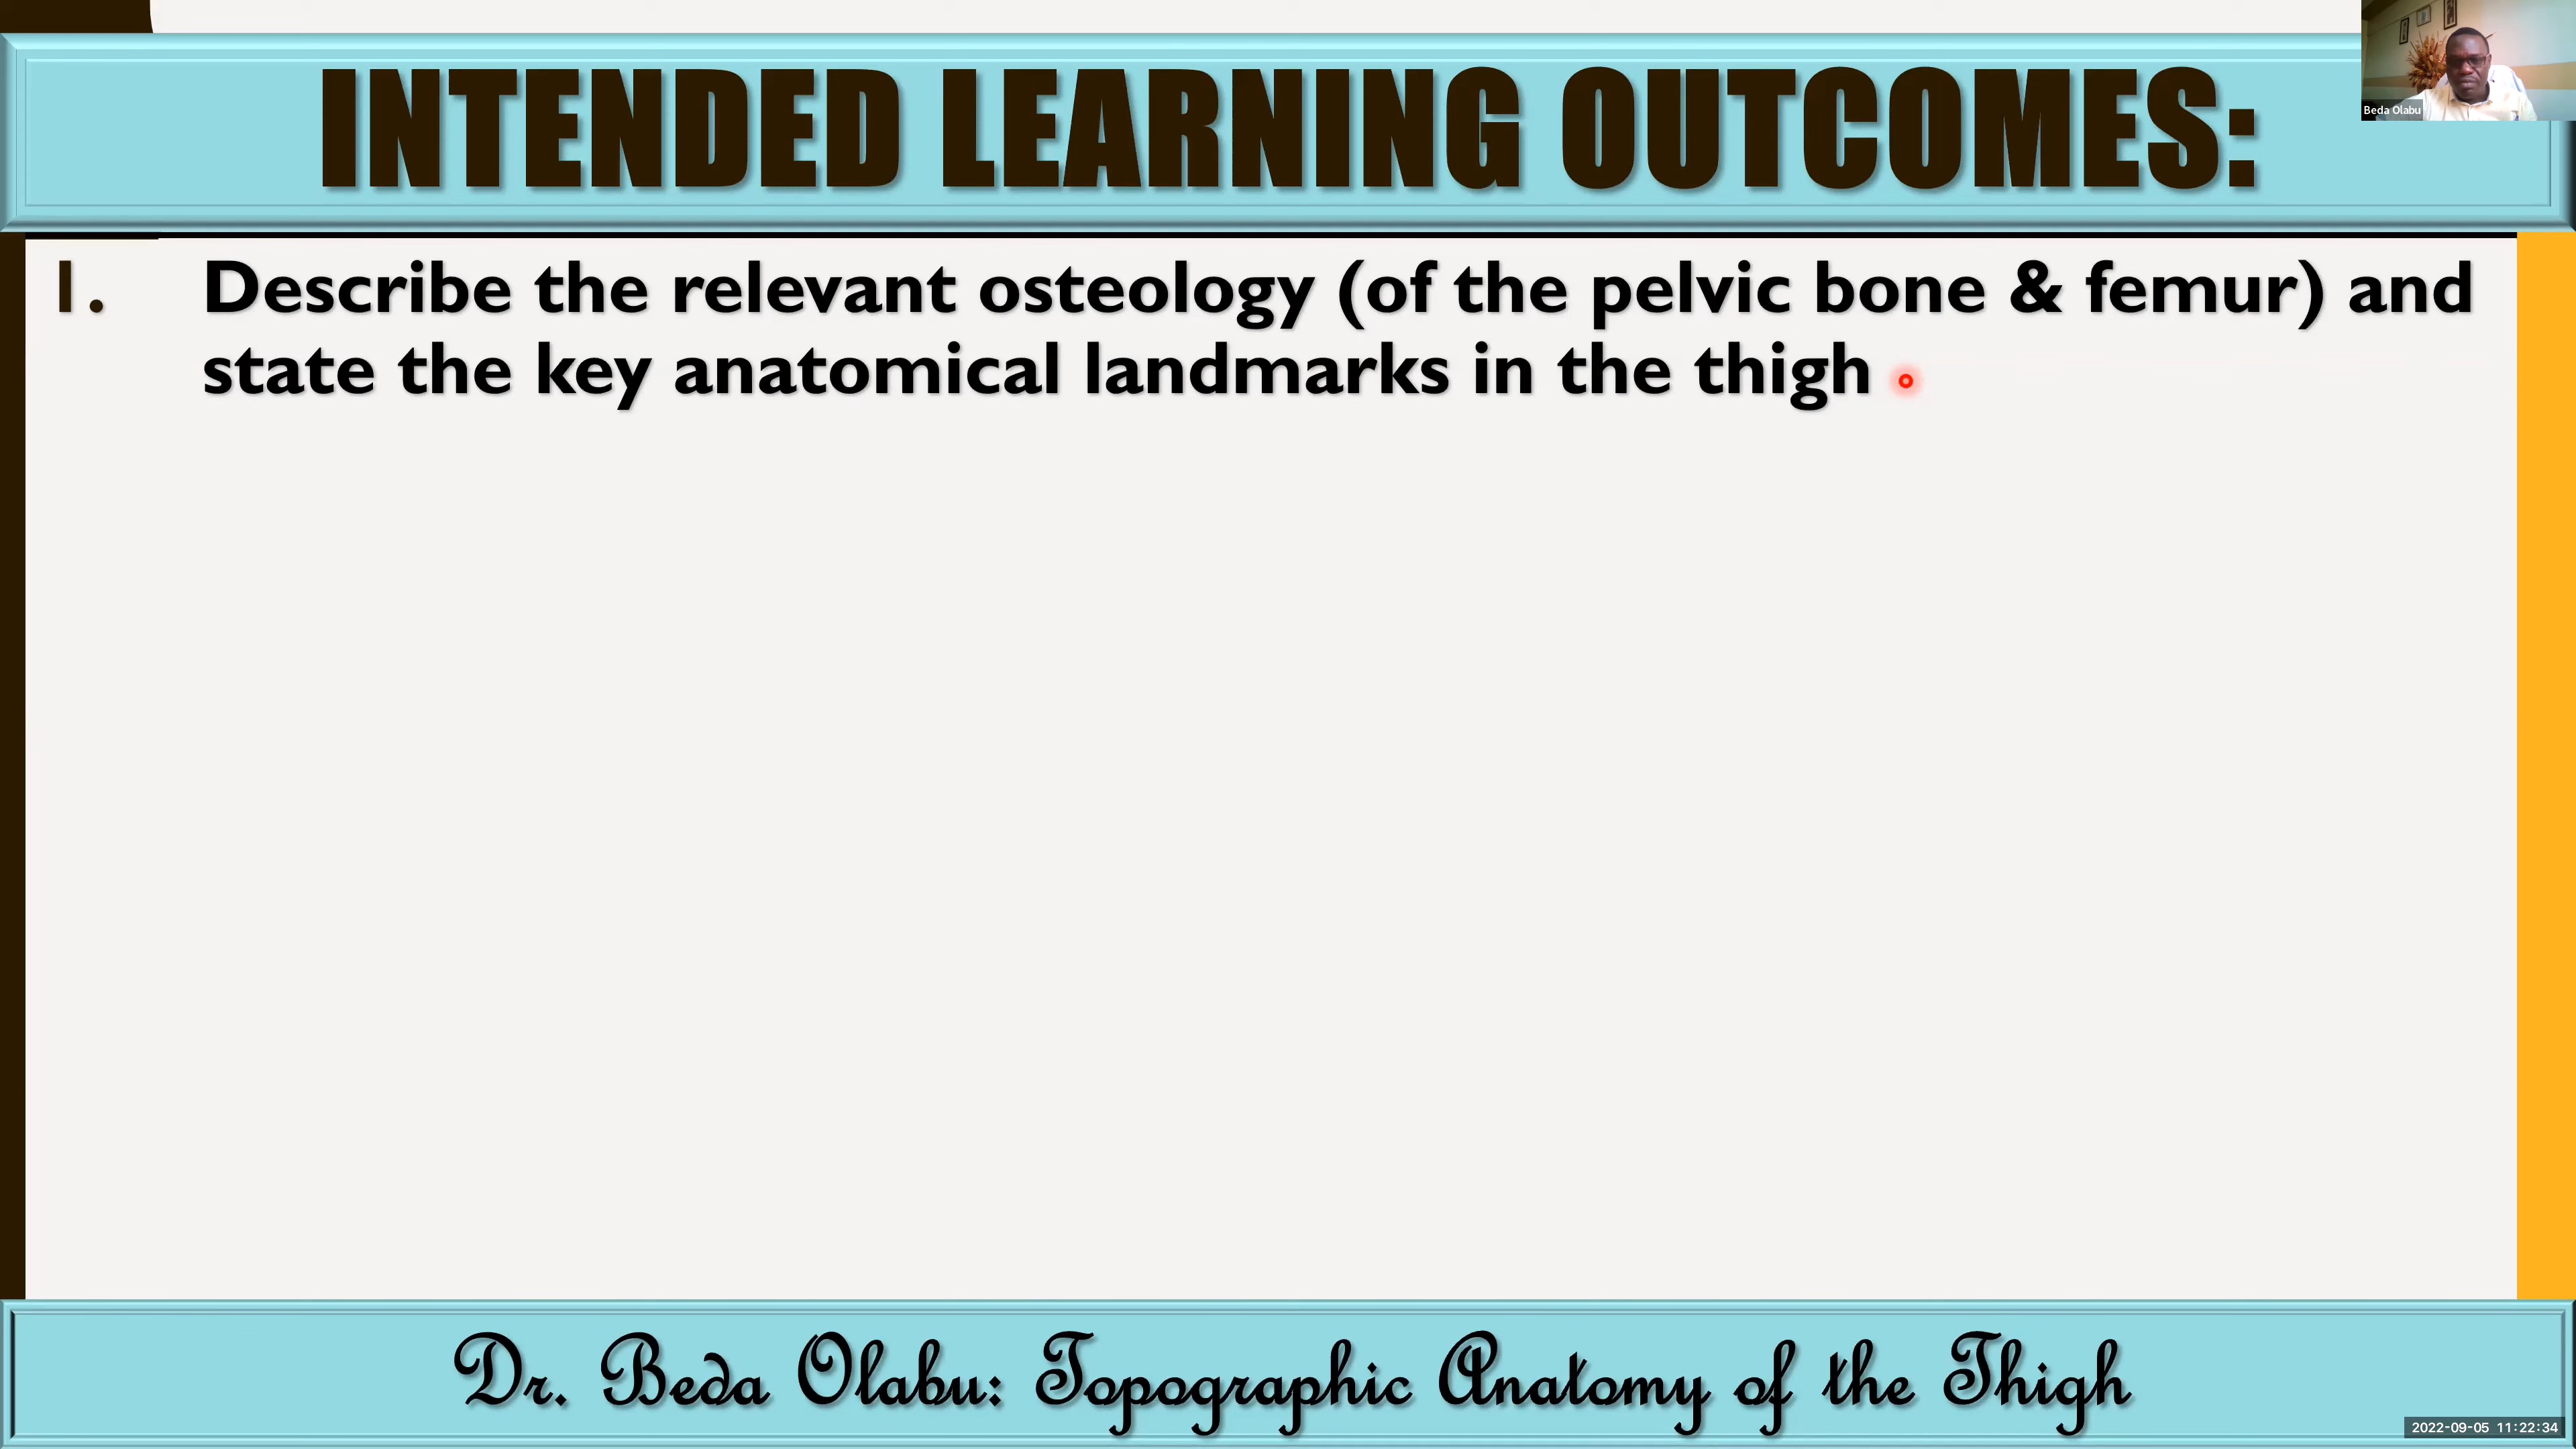 INTENDED LEARNING OUTCOMES:
Beda Olabu
1. Describe the relevant osteology (of the pelvic bone & femur) and
state the key anatomical landmarks in the thigh
Dr. Beda Olabu: Topographic Anatomy of the Thigh
2022-09-05 11:22:34